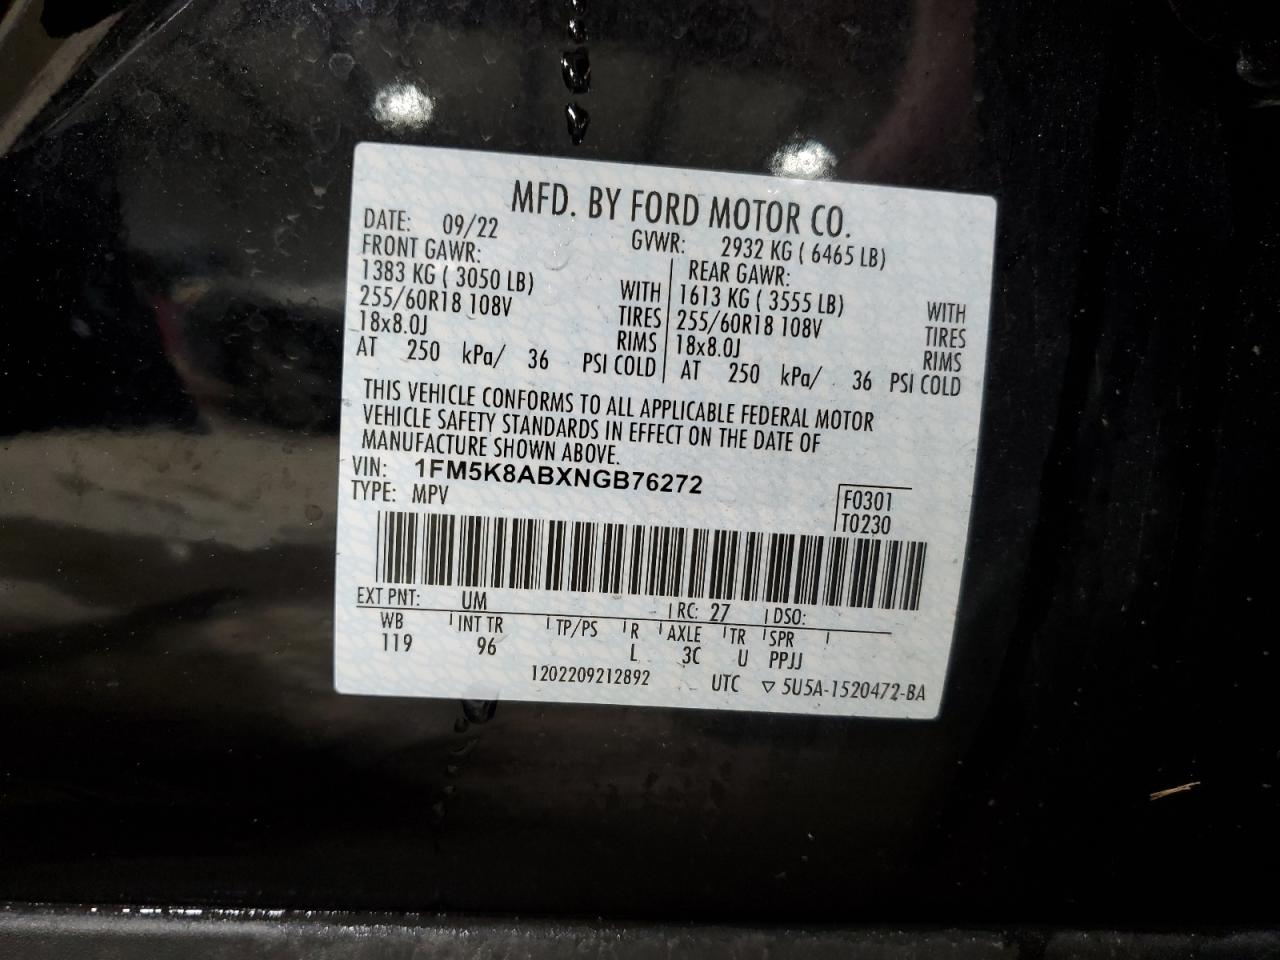 MFD. BY FORD MOTOR CO.
DATE: 09/22 GVWR: 2932 KG ( 6465 LB)
FRONT GAWR: REAR GAWR:
1383 KG ( 3050 LB) WITH 1613 KG ( 3555 LB) WITH
255/60R18 108V TIRES 255/60R18 108V TIRES
18x8.0J RIMS 18x8.0J RIMS
AT 250 kPa/ 36 PSI COLD AT 250 kPa/ 36 PSI COLD
THIS VEHICLE CONFORMS TO ALL APPLICABLE FEDERAL MOTOR
VEHICLE SAFETY STANDARDS IN EFFECT ON THE DATE OF
MANUFACTURE SHOWN ABOVE.
VIN: 1FM5K8ABXNGB76272
TYPE: MPV
F0301
T0230
EXT PNT: UM RC: 27 DSO:
WB INT TR TP/PS R AXLE TR SPR
119 96 L 3C U PPJJ
1202209212892 UTC ▽ 5U5A-1520472-BA